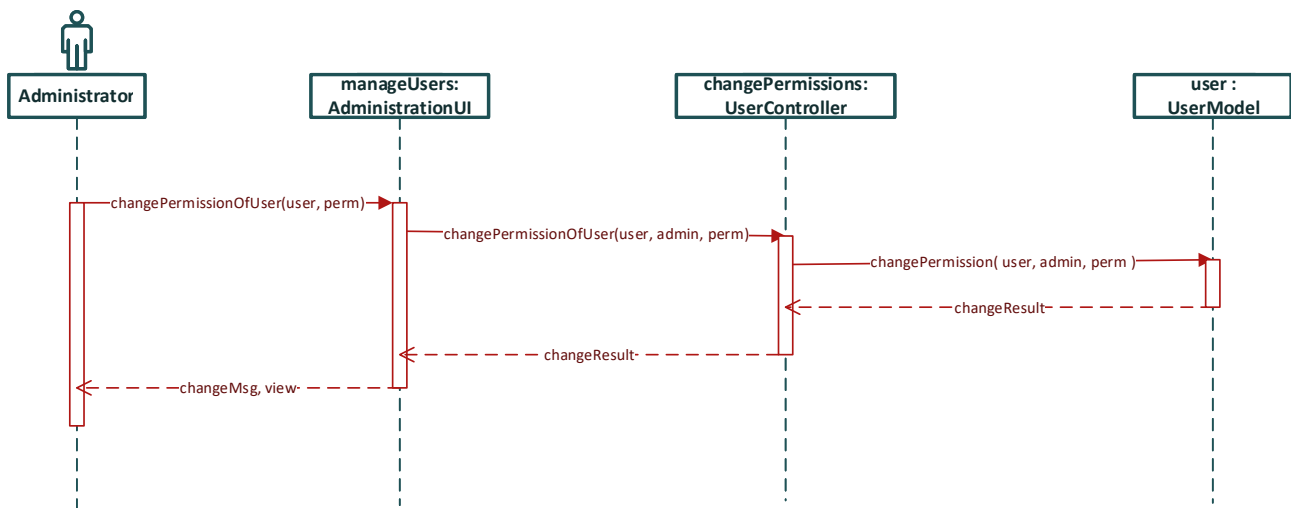 Administrator
manageUsers:
AdministrationUI
changePermissions:
UserController
user :
UserModel
changePermissionOfUser(user, perm)
changePermissionOfUser(user, admin, perm)
changePermission( user, admin, perm )
changeResult
changeResult
changeMsg, view